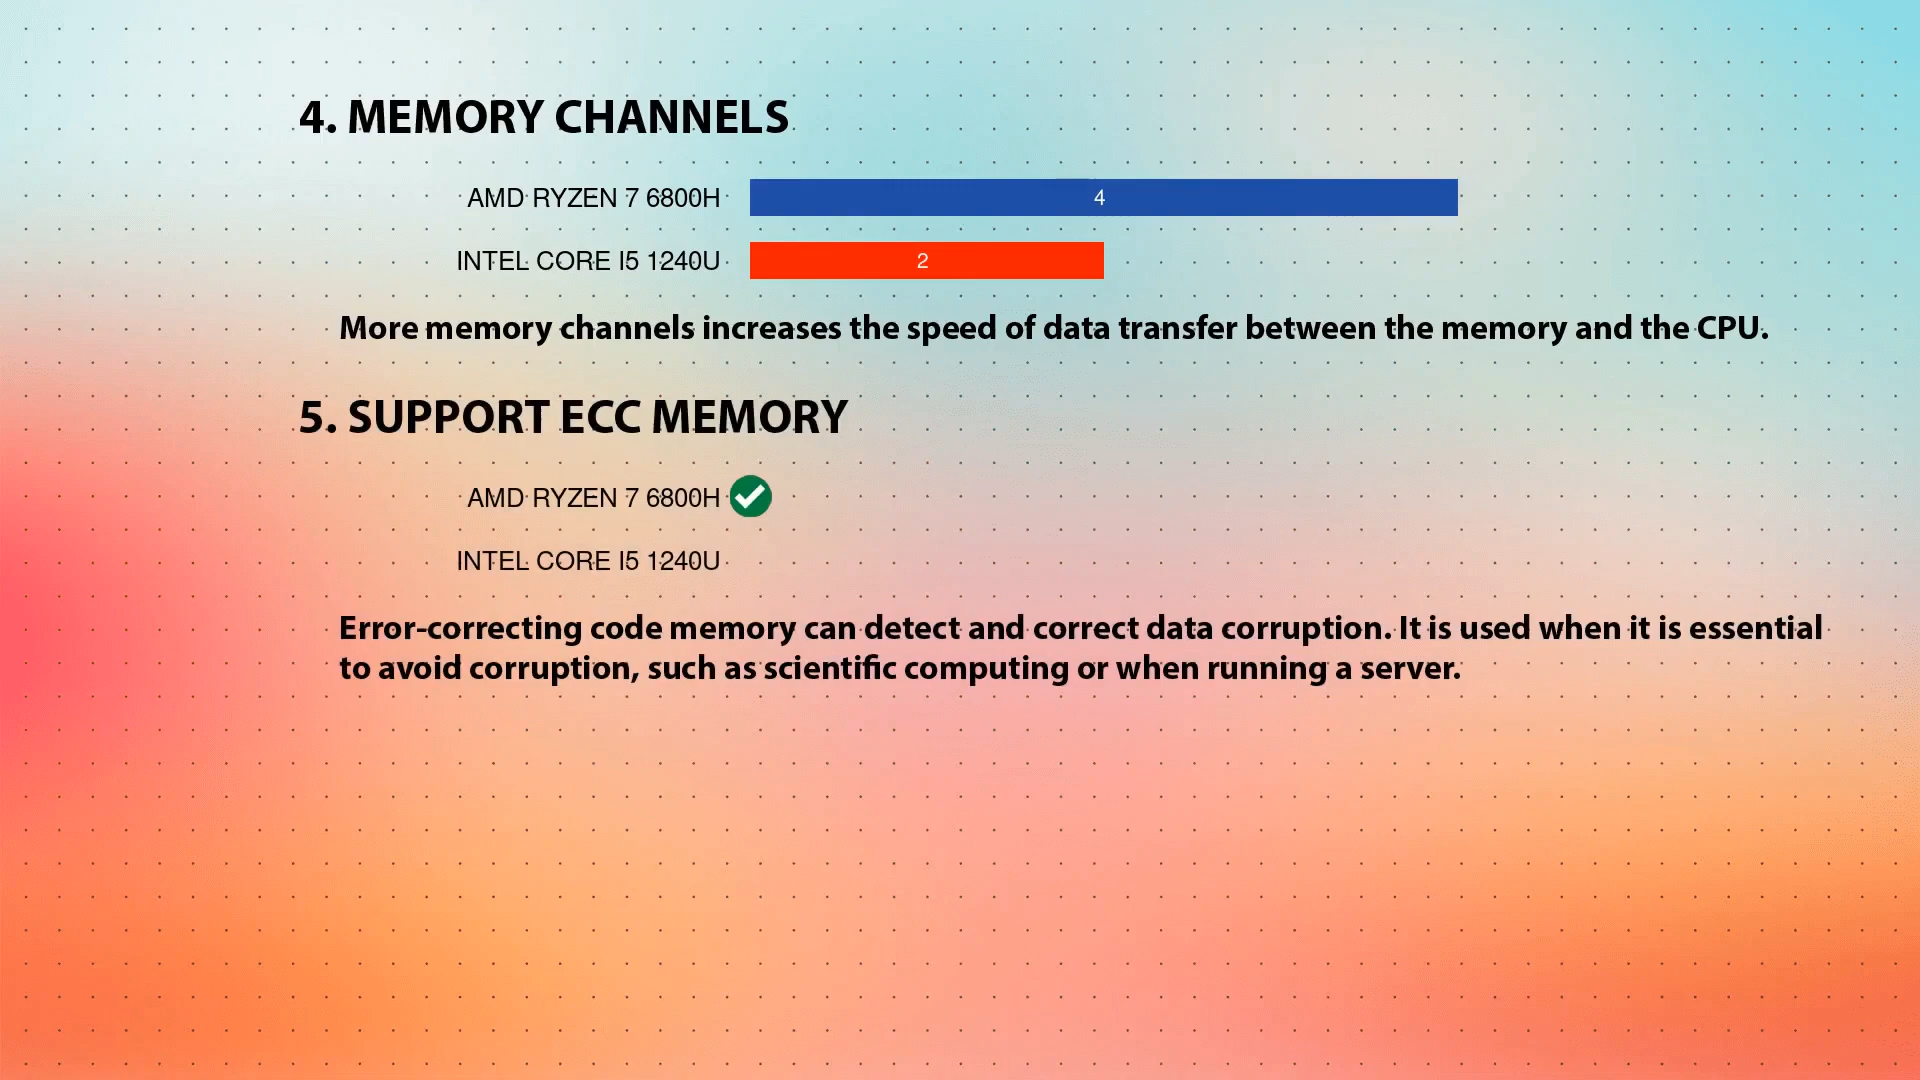 4. MEMORY CHANNELS
AMD RYZEN 7 6800H
4
INTEL CORE I5 1240U
2
More memory channels increases the speed of data transfer between the memory and the CPU.
5. SUPPORT ECC MEMORY
AMD RYZEN 7 6800H
INTEL CORE I5 1240U
Error-correcting code memory can detect and correct data corruption. It is used when it is essential
to avoid corruption, such as scientific computing or when running a server.